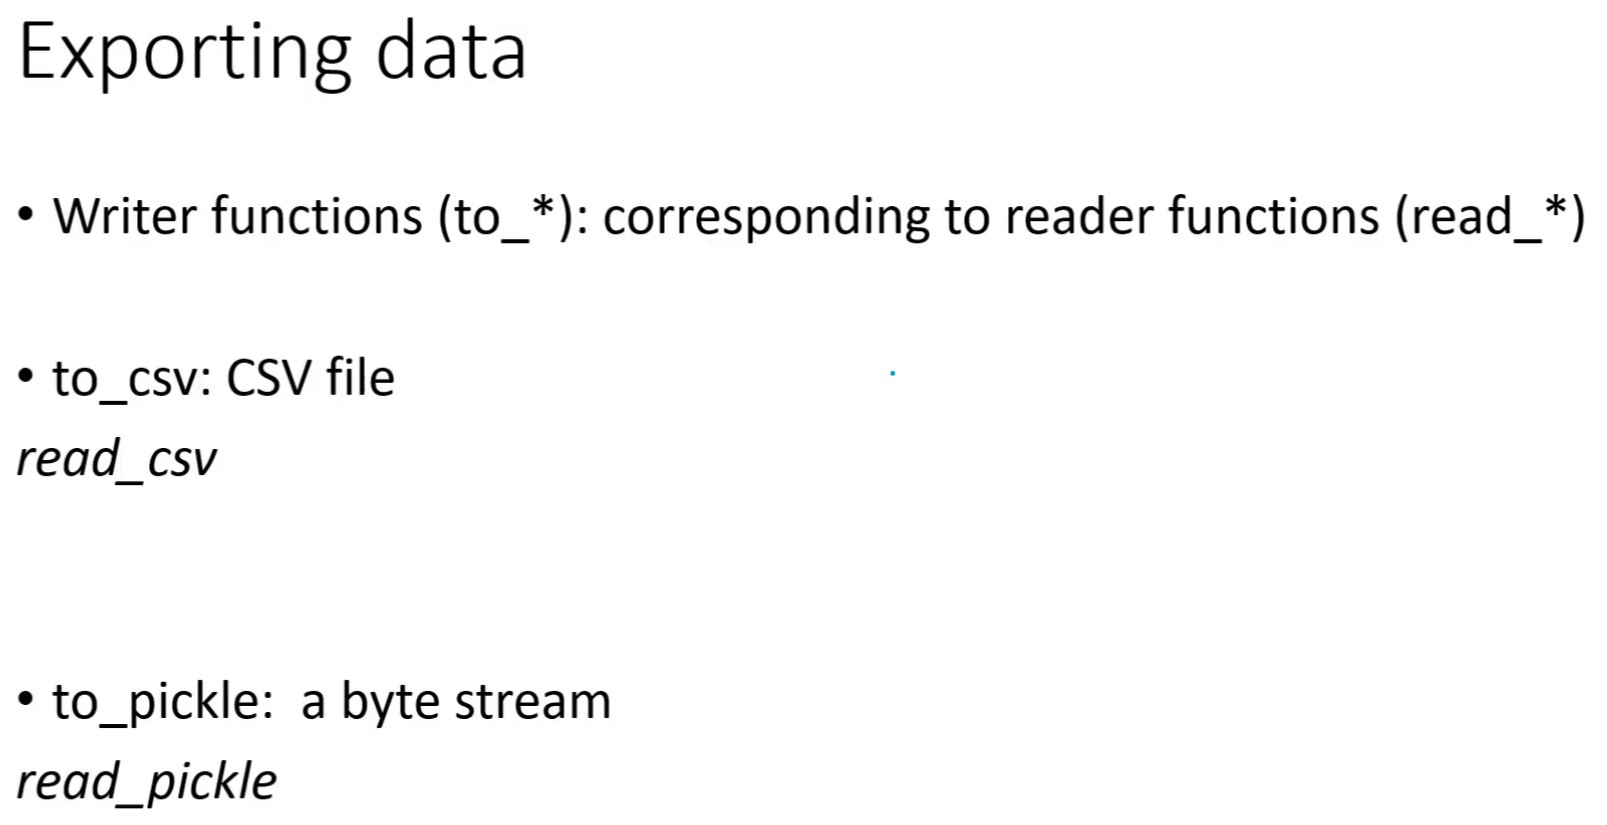 Exporting data
• Writer functions (to_*): corresponding to reader functions (read_*)
• to_csv: CSV file
read_csv
• to_pickle:  a byte stream
read_pickle